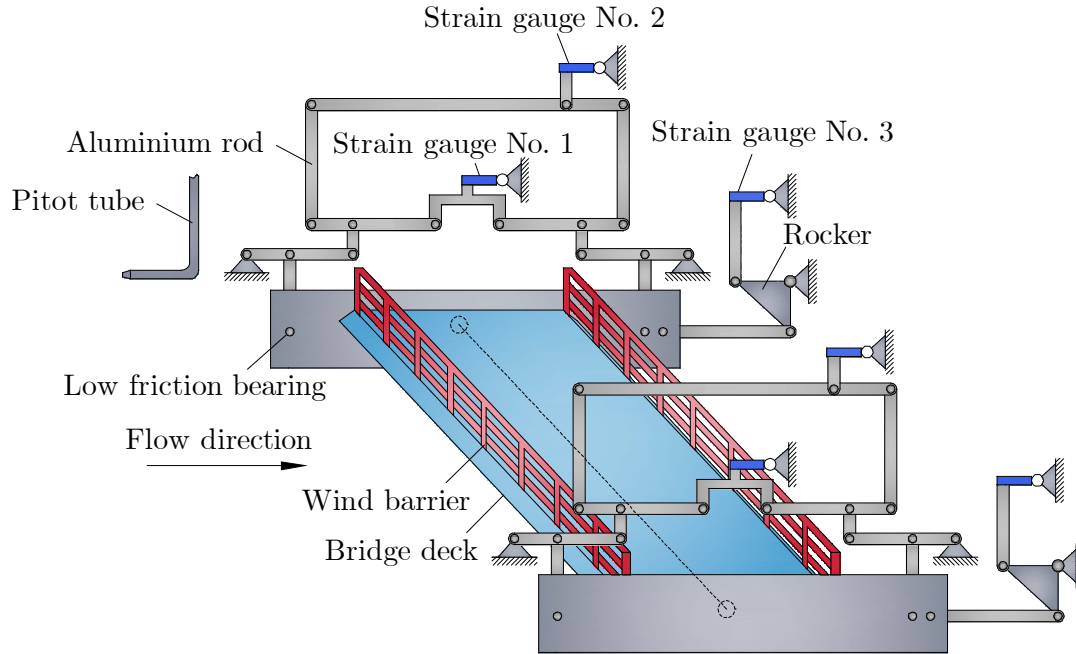 Strain gauge No. 2
Aluminium rod
Strain gauge No. 1
Strain gauge No. 3
Pitot tube
Rocker
Low friction bearing
Flow direction
Wind barrier
Bridge deck